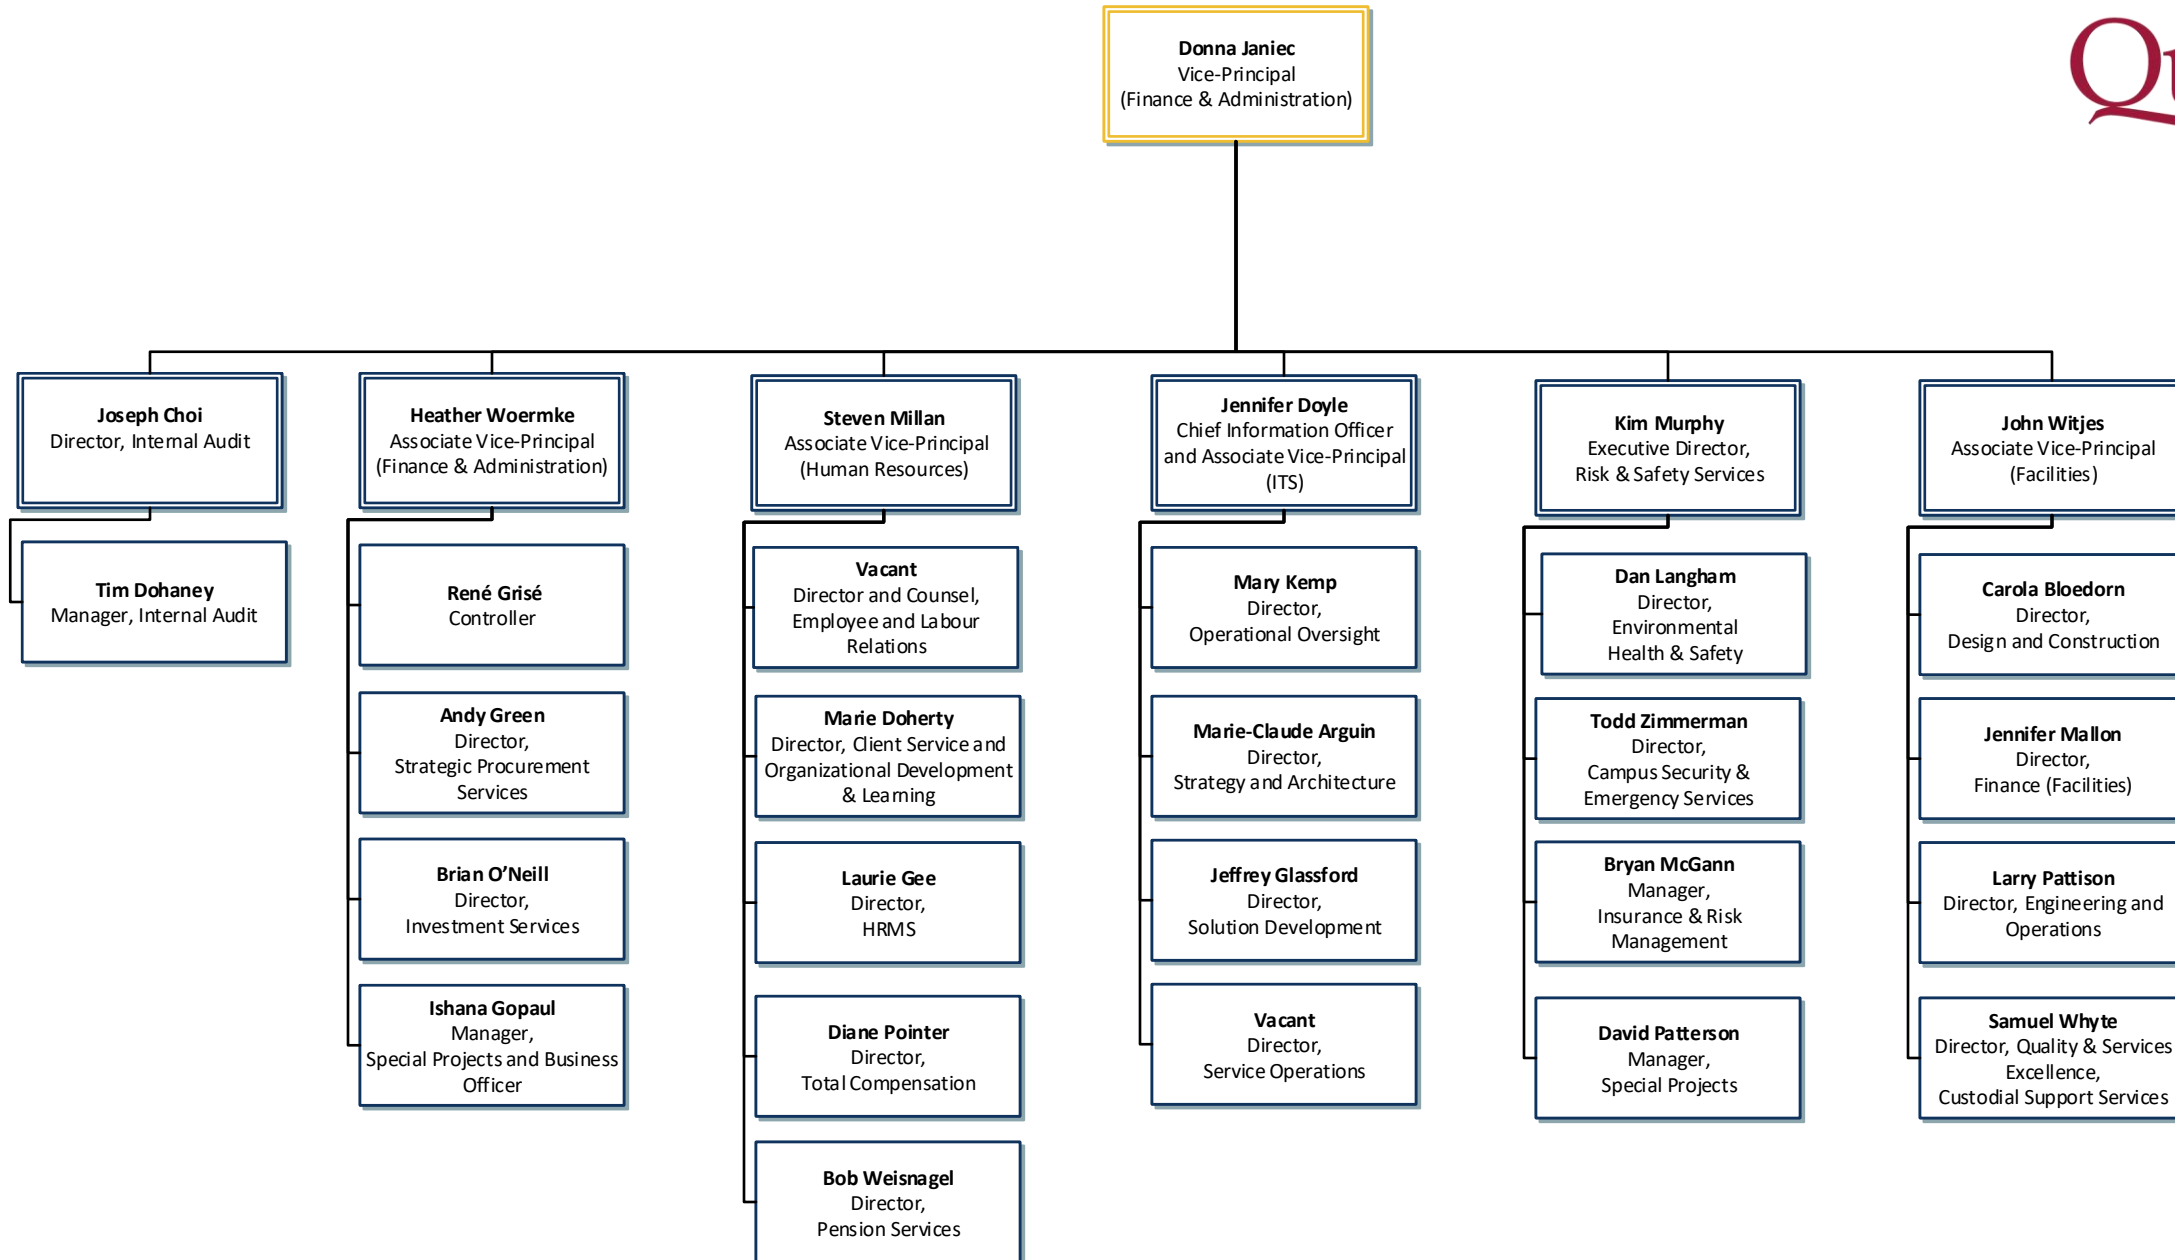 Donna Janiec
Vice-Principal
(Finance & Administration)
Qu
Joseph Choi
Director, Internal Audit
Tim Dohaney
Manager, Internal Audit
Heather Woermke
Associate Vice-Principal
(Finance & Administration)
René Grisé
Controller
Andy Green
Director,
Strategic Procurement
Services
Brian O’Neill
Director,
Investment Services
Ishana Gopaul
Manager,
Special Projects and Business
Officer
Steven Millan
Associate Vice-Principal
(Human Resources)
Vacant
Director and Counsel,
Employee and Labour
Relations
Marie Doherty
Director, Client Service and
Organizational Development
& Learning
Laurie Gee
Director,
HRMS
Diane Pointer
Director,
Total Compensation
Bob Weisnagel
Director,
Pension Services
Jennifer Doyle
Chief Information Officer
and Associate Vice-Principal
(ITS)
Mary Kemp
Director,
Operational Oversight
Marie-Claude Arguin
Director,
Strategy and Architecture
Jeffrey Glassford
Director,
Solution Development
Vacant
Director,
Service Operations
Kim Murphy
Executive Director,
Risk & Safety Services
Dan Langham
Director,
Environmental
Health & Safety
Todd Zimmerman
Director,
Campus Security &
Emergency Services
Bryan McGann
Manager,
Insurance & Risk
Management
David Patterson
Manager,
Special Projects
John Witjes
Associate Vice-Principal
(Facilities)
Carola Bloedorn
Director,
Design and Construction
Jennifer Mallon
Director,
Finance (Facilities)
Larry Pattison
Director, Engineering and
Operations
Samuel Whyte
Director, Quality & Services
Excellence,
Custodial Support Services